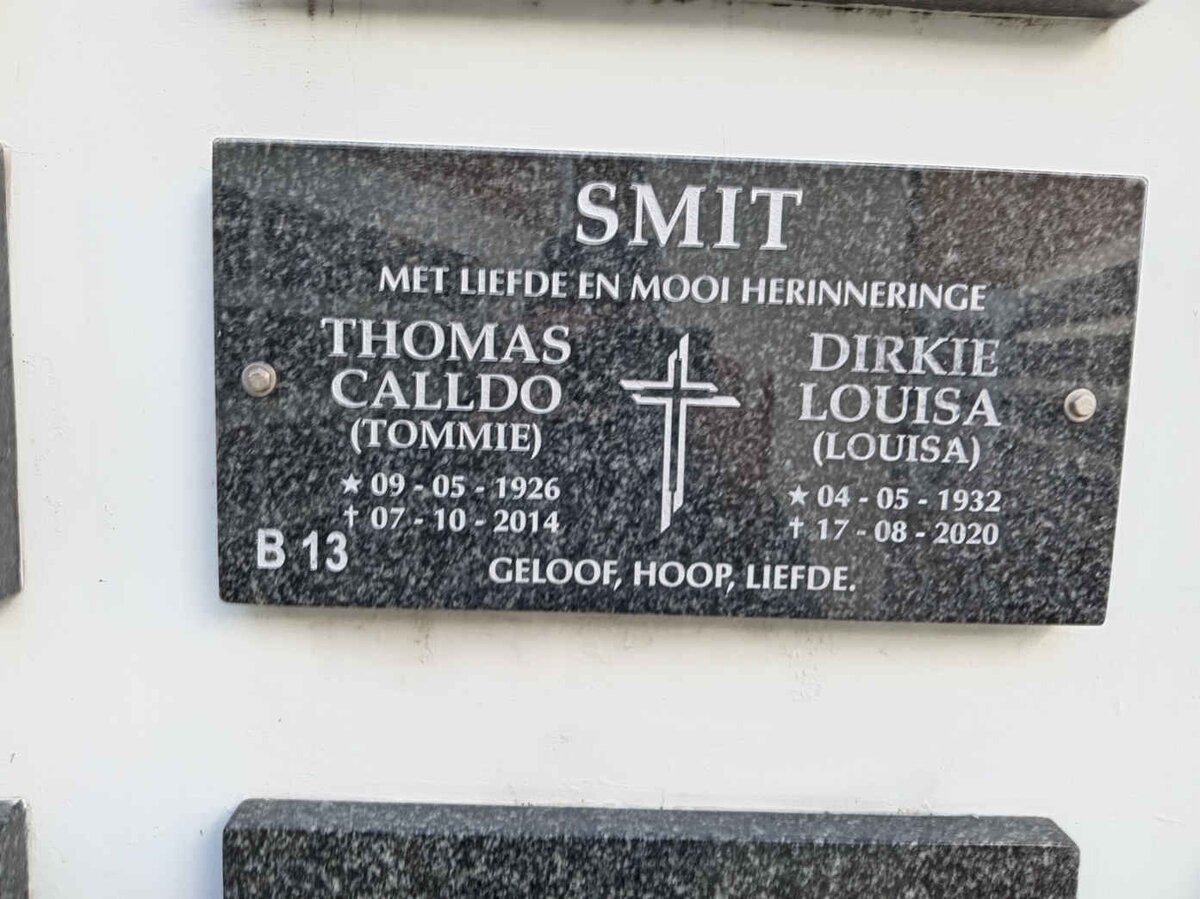 SMIT
MET LIEFDE EN MOOI HERINNERINGE
THOMAS
CALLDO
(TOMMIE)
★ 09 - 05 - 1926
† 07 - 10 - 2014
DIRKIE
LOUISA
(LOUISA)
★ 04 - 05 - 1932
† 17 - 08 - 2020
B 13
GELOOF, HOOP, LIEFDE.